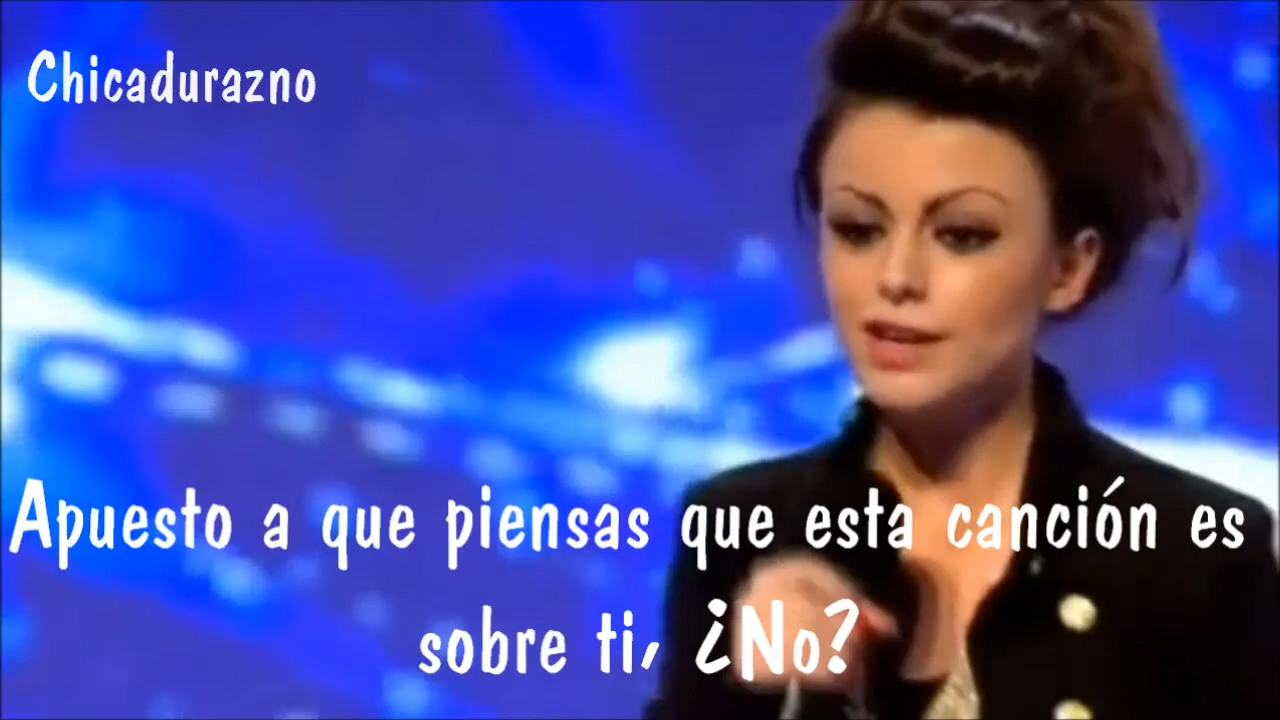 Chicadurazno
Apuesto a que piensas que esta canción es
sobre ti, ¿No?